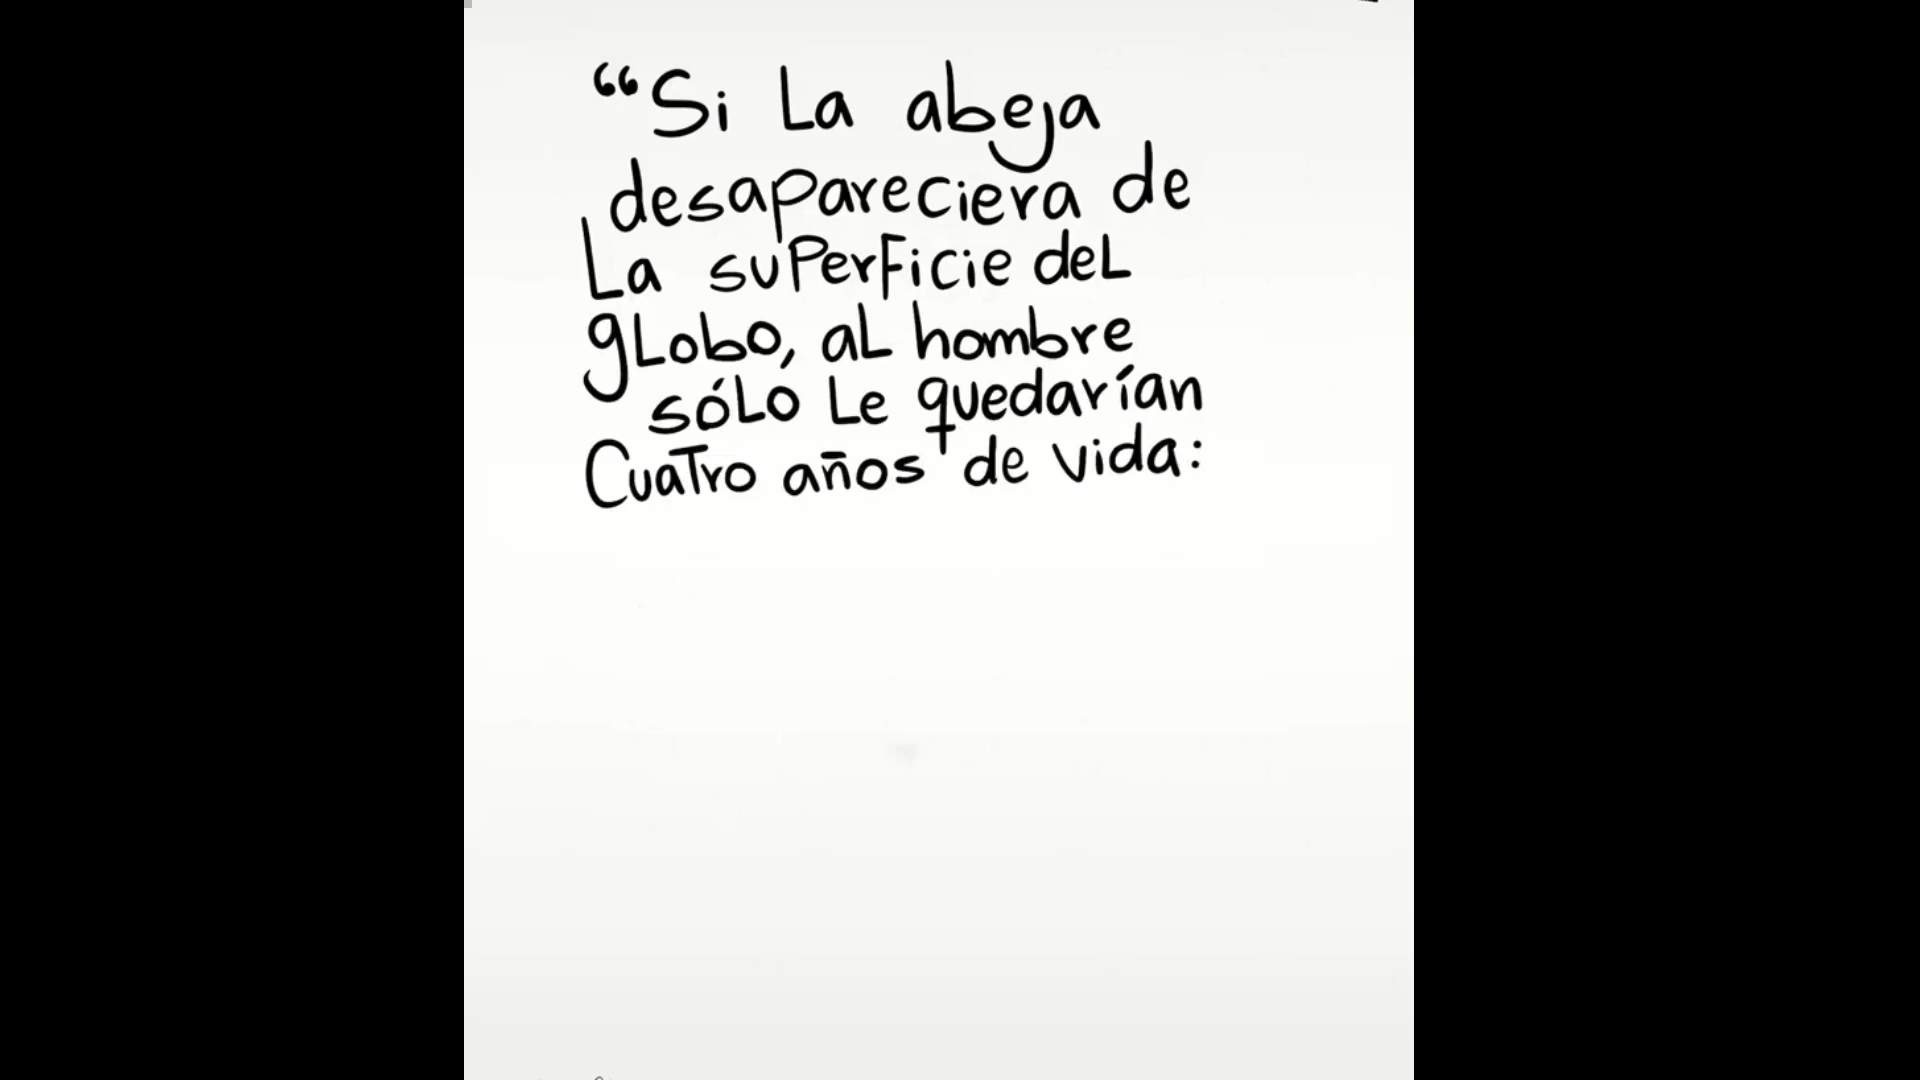 “Si La abeja
desapareciera de
La superficie del
globo, al hombre
sólo le quedarían
Cuatro años de vida: